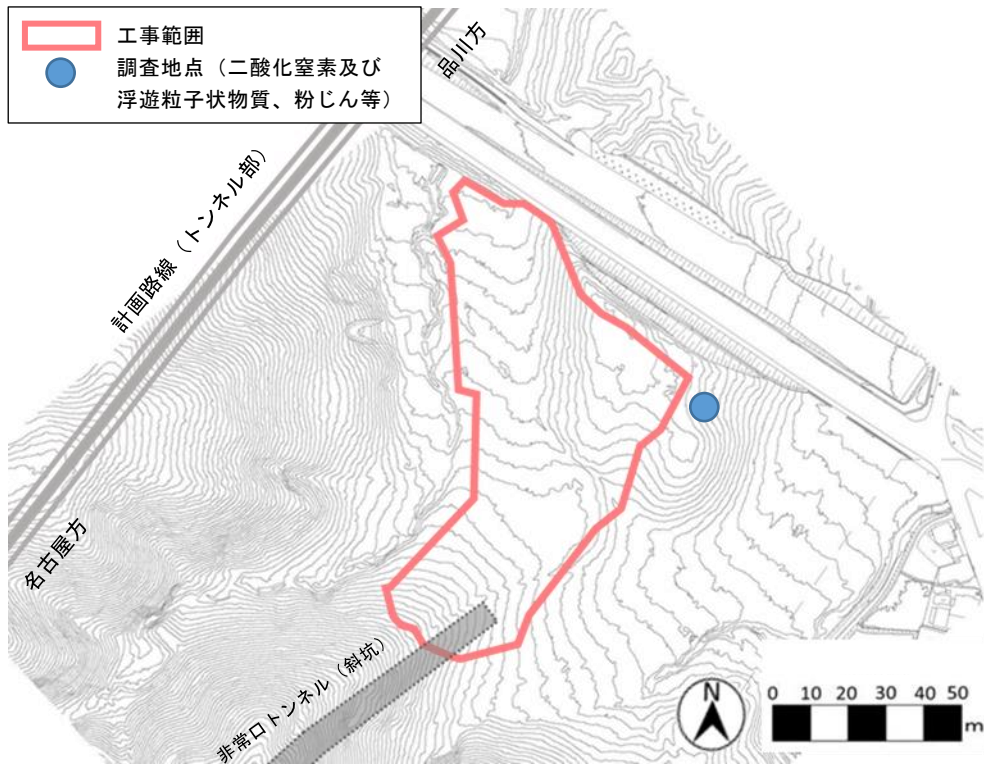 工事範囲
調査地点（二酸化窒素及び
浮遊粒子状物質、粉じん等）
品川方
計画路線（トンネル部）
名古屋方
非常口トンネル（斜坑）
N
0 10 20 30 40 50
m